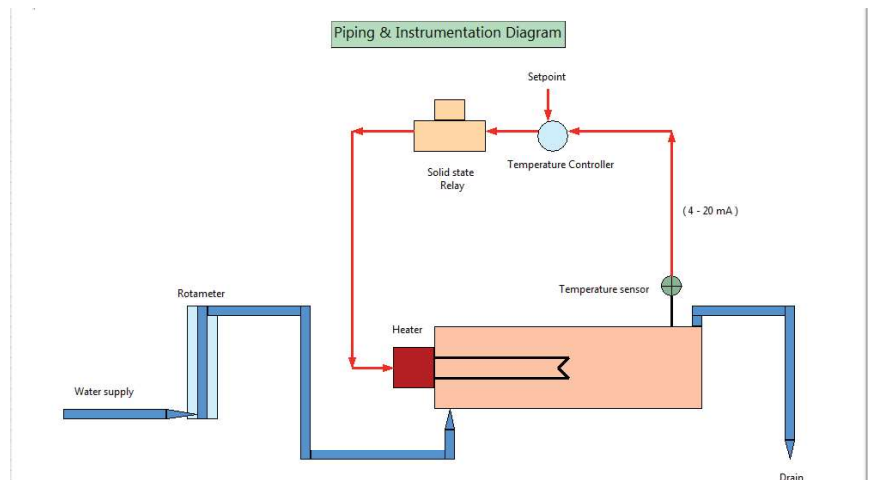 Piping & Instrumentation Diagram
Setpoint
Temperature Controller
Solid state
Relay
( 4 - 20 mA )
Temperature sensor
Rotameter
Heater
Water supply
Drain